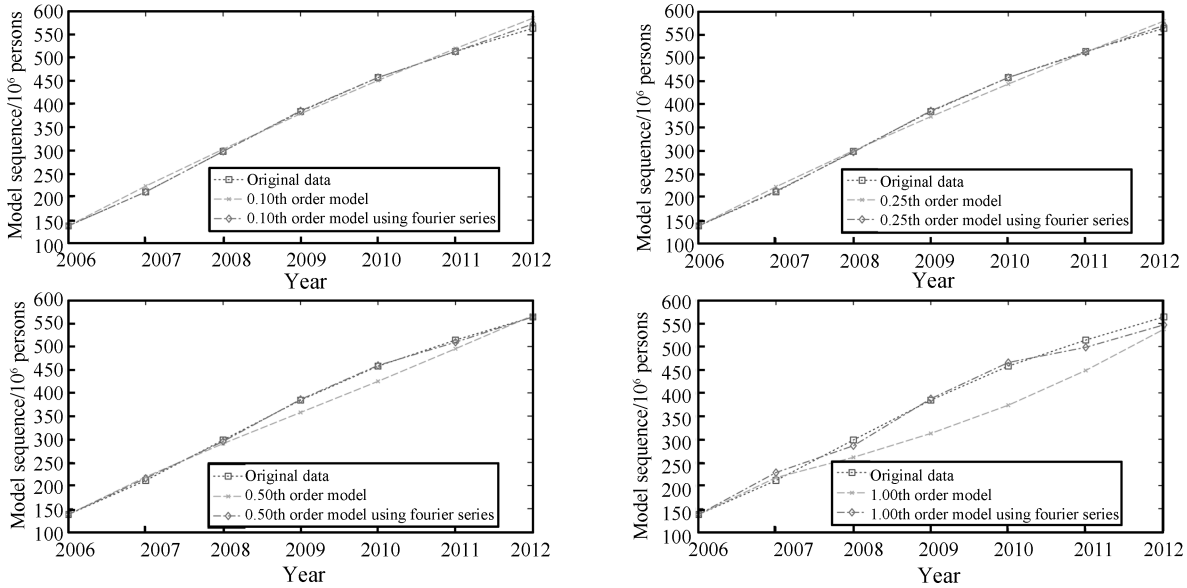 Model sequence/10⁶ persons
600
550
500
450
400
350
300
250
200
150
100
Original data
0.10th order model
0.10th order model using fourier series
2006 2007 2008 2009 2010 2011 2012
Year
Model sequence/10⁶ persons
600
550
500
450
400
350
300
250
200
150
100
Original data
0.25th order model
0.25th order model using fourier series
2006 2007 2008 2009 2010 2011 2012
Year
Model sequence/10⁶ persons
600
550
500
450
400
350
300
250
200
150
100
Original data
0.50th order model
0.50th order model using fourier series
2006 2007 2008 2009 2010 2011 2012
Year
Model sequence/10⁶ persons
600
550
500
450
400
350
300
250
200
150
100
Original data
1.00th order model
1.00th order model using fourier series
2006 2007 2008 2009 2010 2011 2012
Year